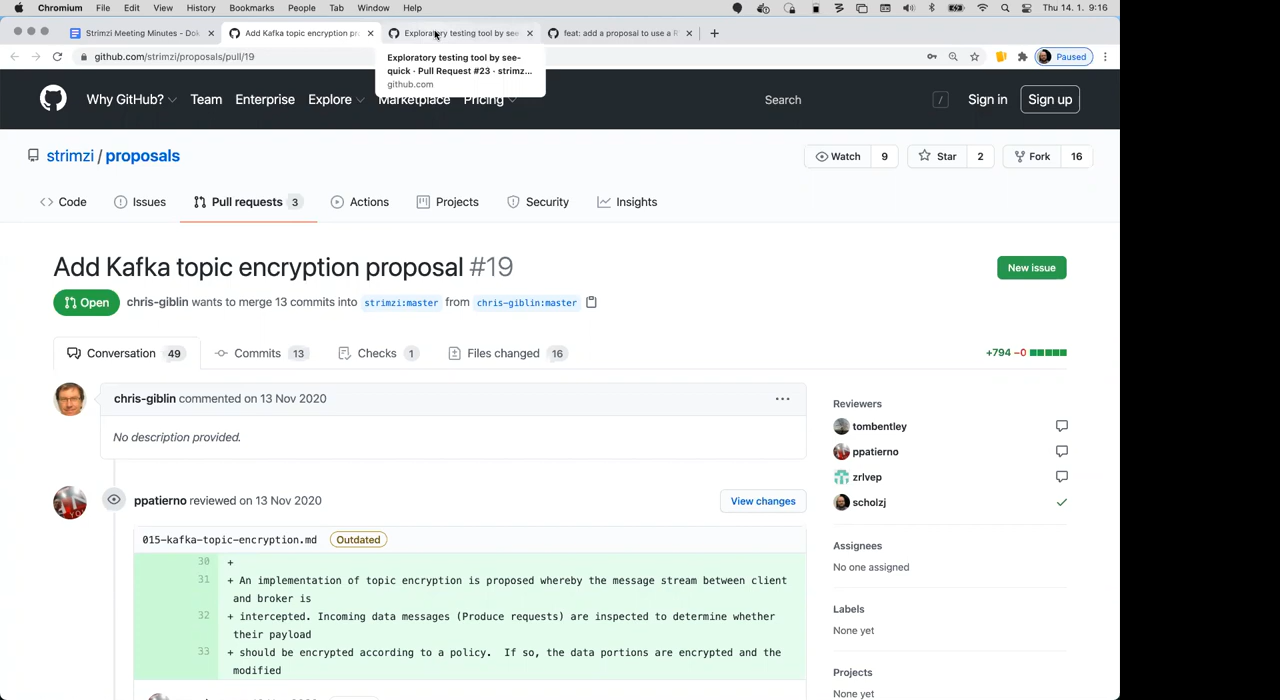 Chromium File Edit View History Bookmarks People Tab Window Help Thu 14. 1. 9:16
Strimzi Meeting Minutes - Dok Add Kafka topic encryption pr Exploratory testing tool by see- feat: add a proposal to use a
github.com/strimzi/proposals/pull/19 Paused
Exploratory testing tool by see-
quick · Pull Request #23 · strimz...
github.com
Why GitHub? Team Enterprise Explore Marketplace Pricing Search / Sign in Sign up
strimzi / proposals Watch 9 Star 2 Fork 16
Code Issues Pull requests 3 Actions Projects Security Insights
Add Kafka topic encryption proposal #19 New issue
Open chris-giblin wants to merge 13 commits into strimzi:master from chris-giblin:master
Conversation 49 Commits 13 Checks 1 Files changed 16 +794 −0
chris-giblin commented on 13 Nov 2020
No description provided.
Reviewers
tombentley
ppatierno
zrlvep
scholzj
ppatierno reviewed on 13 Nov 2020 View changes
015-kafka-topic-encryption.md Outdated
30 +
31 + An implementation of topic encryption is proposed whereby the message stream between client
and broker is
32 + intercepted. Incoming data messages (Produce requests) are inspected to determine whether
their payload
33 + should be encrypted according to a policy. If so, the data portions are encrypted and the
modified
Assignees
No one assigned
Labels
None yet
Projects
None yet